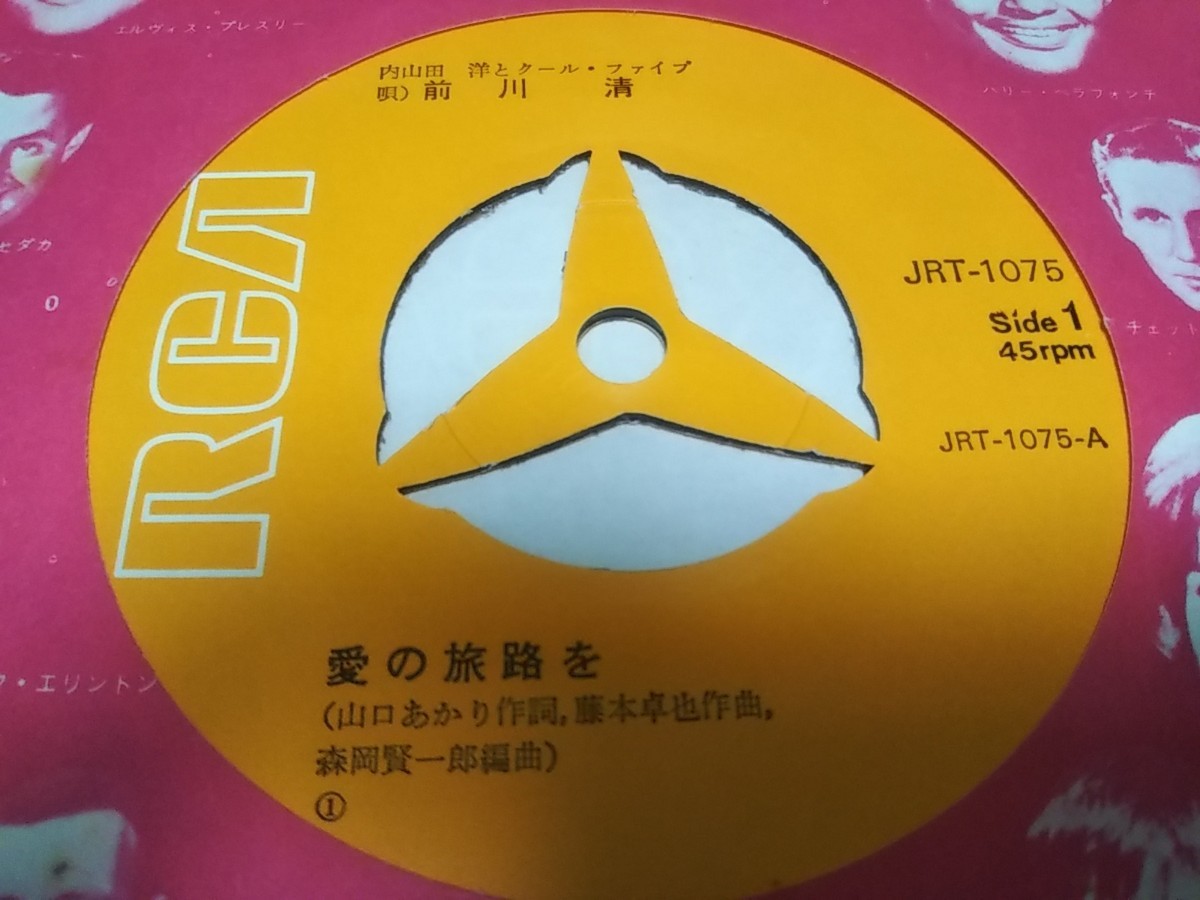 エルヴィス・プレスリー
ハリー・ベラフォンテ
セダカ
チェット
ク・エリントン
内山田 洋とクール・ファイブ
唄) 前川 清
RCA
JRT-1075
Side 1
45rpm
JRT-1075-A
愛の旅路を
(山口あかり作詞,藤本卓也作曲,
森岡賢一郎編曲)
①